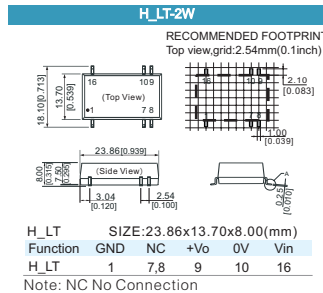 H_LT-2W
RECOMMENDED FOOTPRINT
Top view,grid:2.54mm(0.1inch)
16 10 9
(Top View)
1 7 8
18.10[0.713]
13.70
[0.539]
16 10 9
8
2.10
[0.083]
1.00
[0.039]
23.86[0.939]
(Side View)
8.00
[0.315]
7.50
[0.295]
3.04
[0.120]
2.54
[0.100]
A
0.25
[0.010]
H_LT SIZE:23.86x13.70x8.00(mm)
Function GND NC +Vo 0V Vin
H_LT 1 7,8 9 10 16
Note: NC No Connection